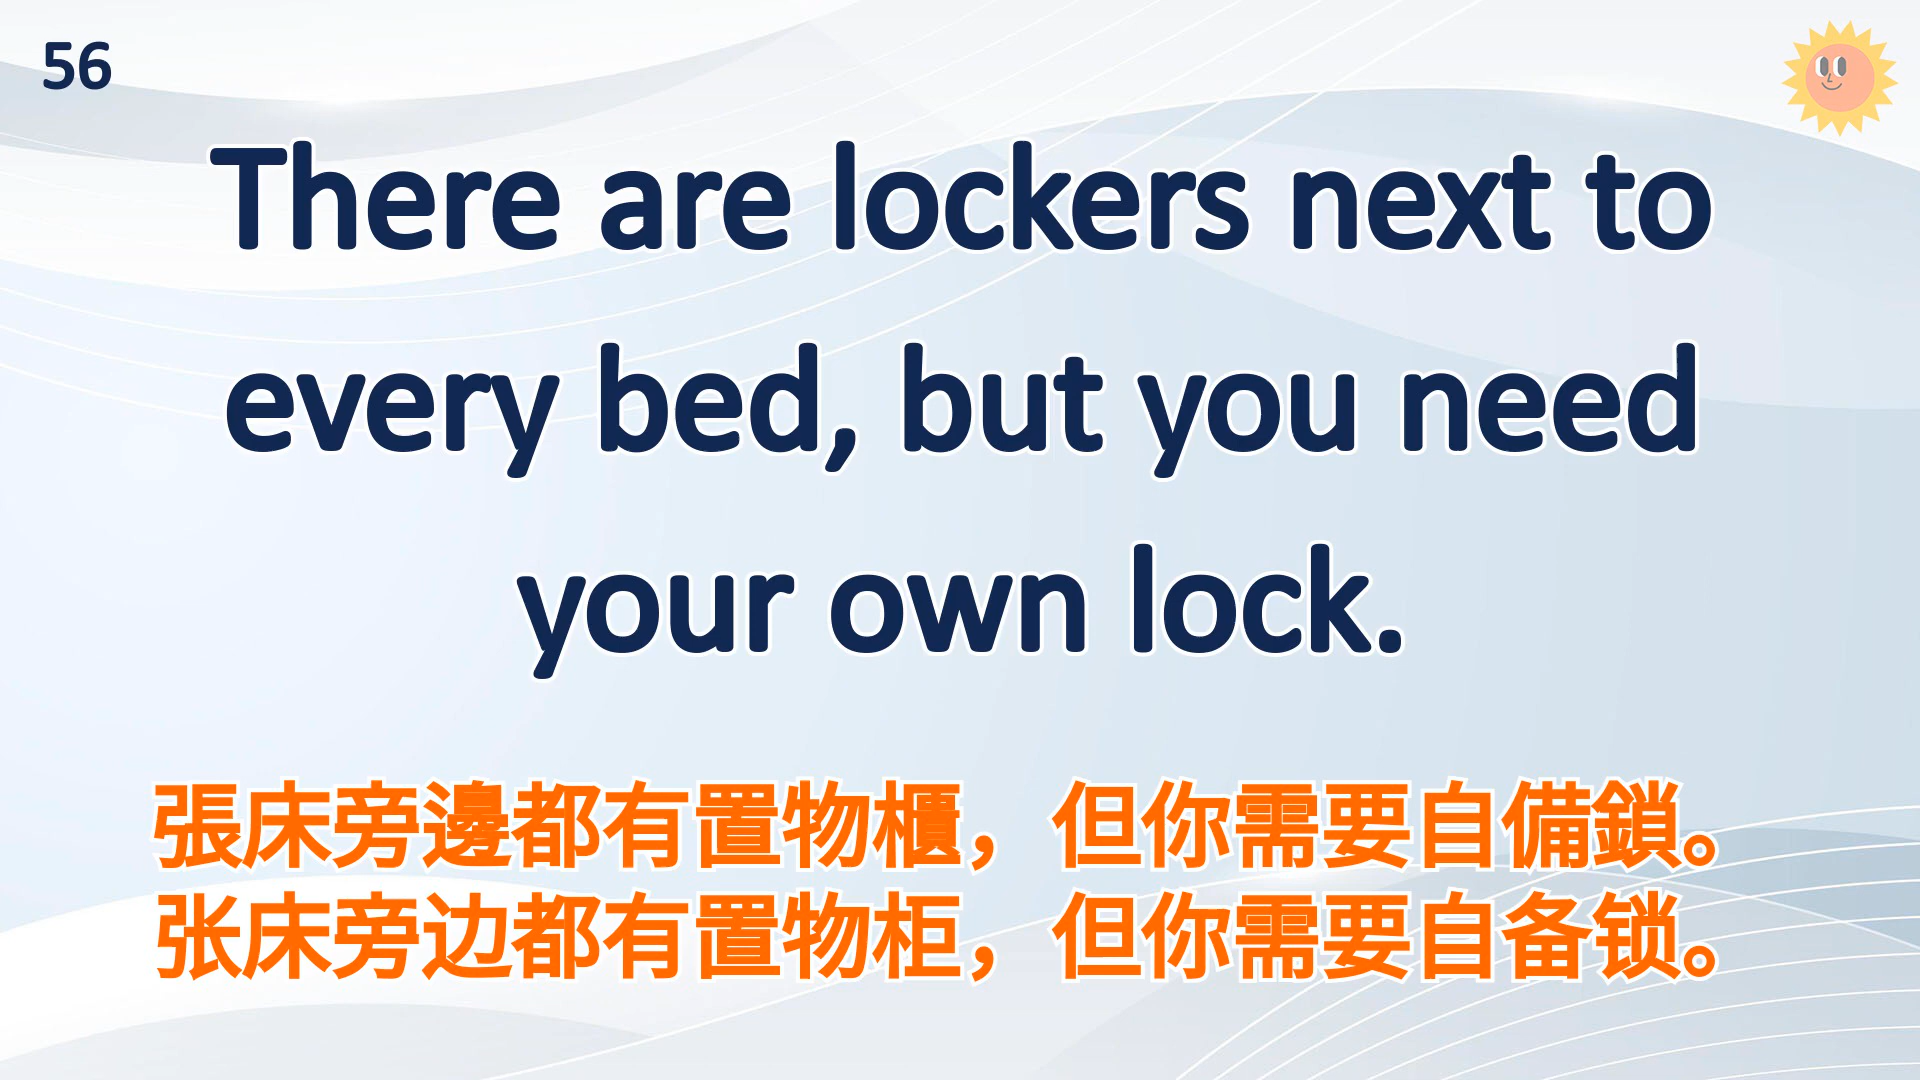 56
There are lockers next to
every bed, but you need
your own lock.
張床旁邊都有置物櫃，但你需要自備鎖。
张床旁边都有置物柜，但你需要自备锁。